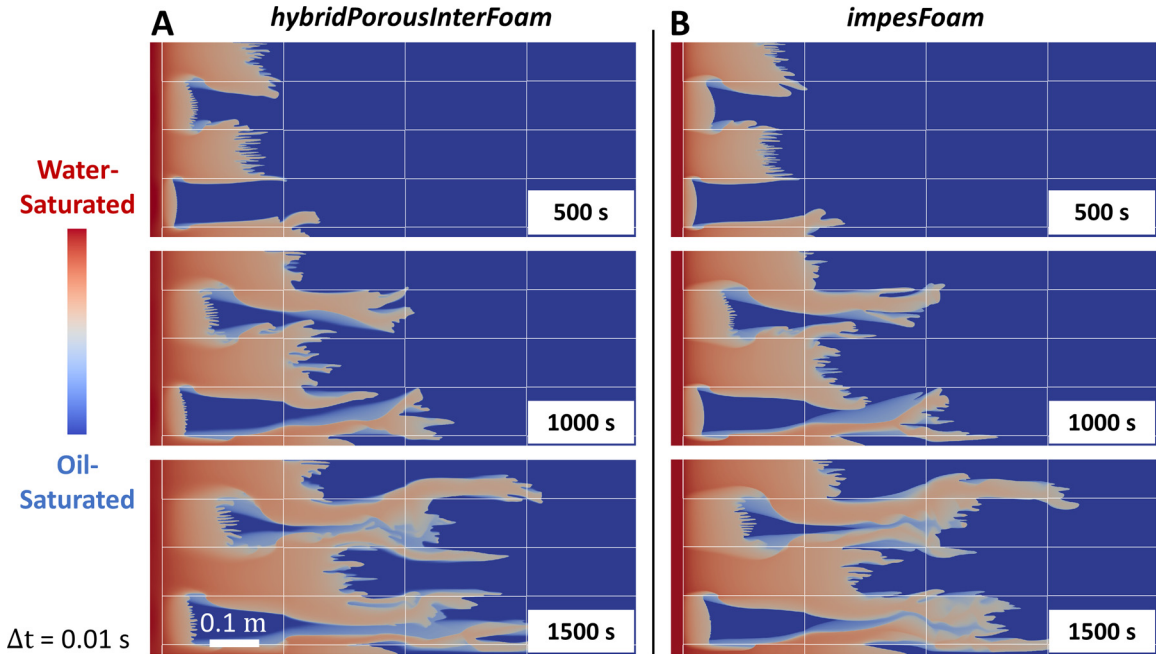 A
hybridPorousInterFoam
B
impesFoam
Water-
Saturated
Oil-
Saturated
500 s
500 s
1000 s
1000 s
0.1 m
1500 s
1500 s
Δt = 0.01 s